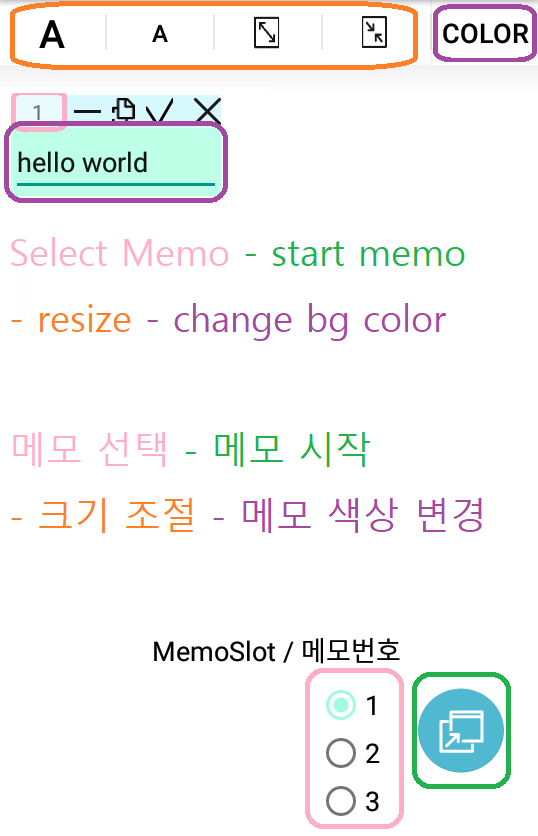 A A COLOR
1
hello world
Select Memo - start memo
- resize - change bg color
메모 선택 - 메모 시작
- 크기 조절 - 메모 색상 변경
MemoSlot / 메모번호
1
2
3